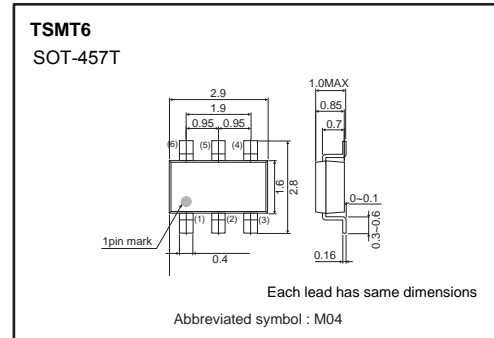 TSMT6
SOT-457T
1.0MAX
2.9
0.85
1.9
0.7
0.95 0.95
(6) (5) (4)
1.6
2.8
0~0.1
(1) (2) (3)
0.3~0.6
1pin mark
0.4
0.16
Each lead has same dimensions
Abbreviated symbol : M04